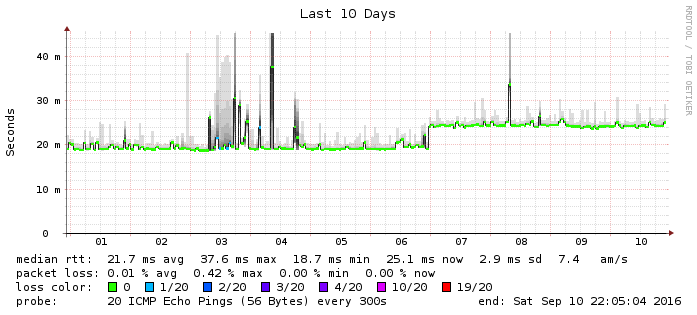 Last 10 Days
RRDTOOL / TOBI OETIKER
Seconds
40 m
30 m
20 m
10 m
0
01 02 03 04 05 06 07 08 09 10
median rtt: 21.7 ms avg 37.6 ms max 18.7 ms min 25.1 ms now 2.9 ms sd 7.4 am/s
packet loss: 0.01 % avg 0.42 % max 0.00 % min 0.00 % now
loss color: 0 1/20 2/20 3/20 4/20 10/20 19/20
probe: 20 ICMP Echo Pings (56 Bytes) every 300s end: Sat Sep 10 22:05:04 2016